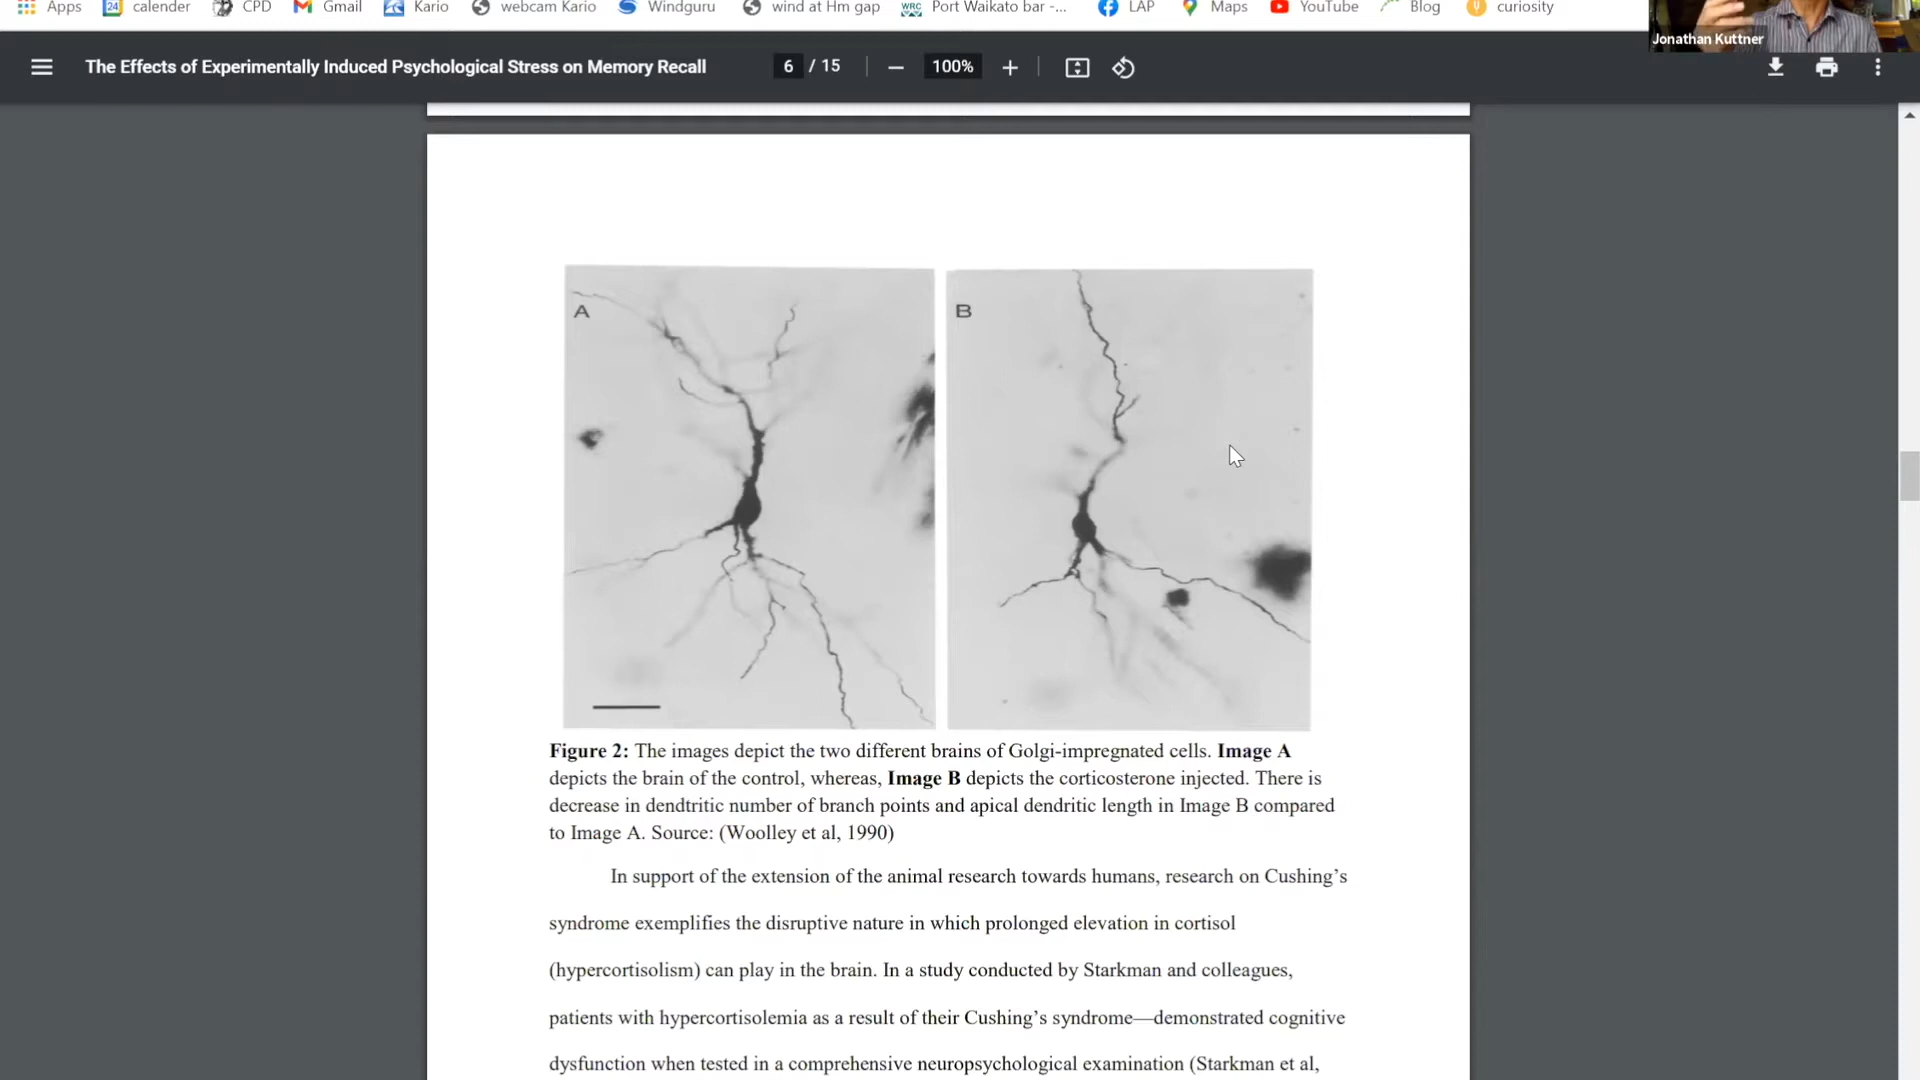 Apps 24 calender CPD Gmail Kario webcam Kario Windguru wind at Hm gap WRC Port Waikato bar -... LAP Maps YouTube Blog curiosity
Jonathan Kuttner
The Effects of Experimentally Induced Psychological Stress on Memory Recall 6 / 15 100%
A B
Figure 2: The images depict the two different brains of Golgi-impregnated cells. Image A
depicts the brain of the control, whereas, Image B depicts the corticosterone injected. There is
decrease in dendtritic number of branch points and apical dendritic length in Image B compared
to Image A. Source: (Woolley et al, 1990)
In support of the extension of the animal research towards humans, research on Cushing’s
syndrome exemplifies the disruptive nature in which prolonged elevation in cortisol
(hypercortisolism) can play in the brain. In a study conducted by Starkman and colleagues,
patients with hypercortisolemia as a result of their Cushing’s syndrome—demonstrated cognitive
dysfunction when tested in a comprehensive neuropsychological examination (Starkman et al,